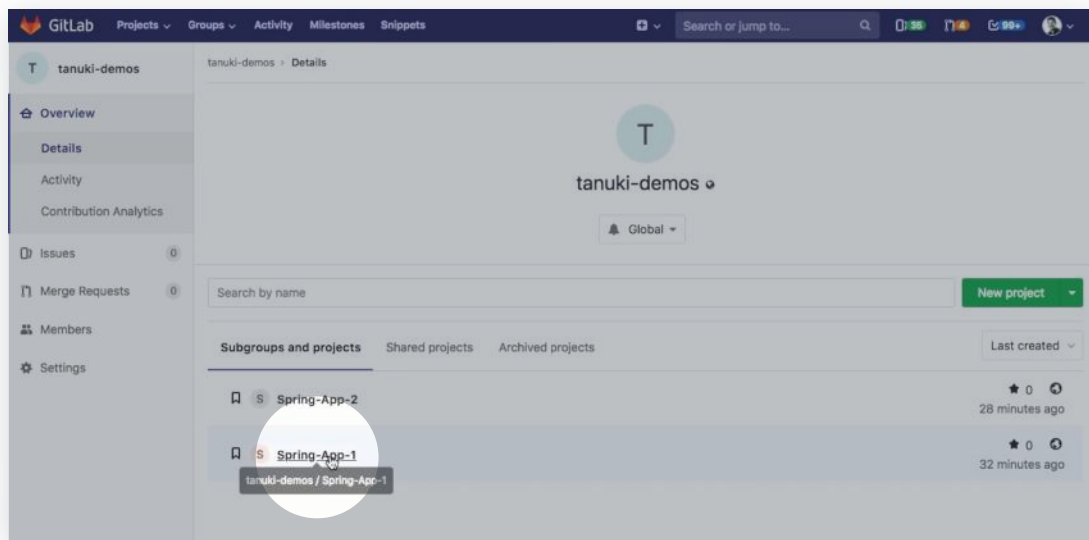 GitLab Projects Groups Activity Milestones Snippets Search or jump to... 36 4 99+
T tanuki-demos
tanuki-demos > Details
Overview
Details
Activity
Contribution Analytics
Issues 0
Merge Requests 0
Members
Settings
T
tanuki-demos
Global
Search by name New project
Subgroups and projects Shared projects Archived projects Last created
S Spring-App-2 0
28 minutes ago
S Spring-App-1 0
32 minutes ago
tanuki-demos / Spring-App-1